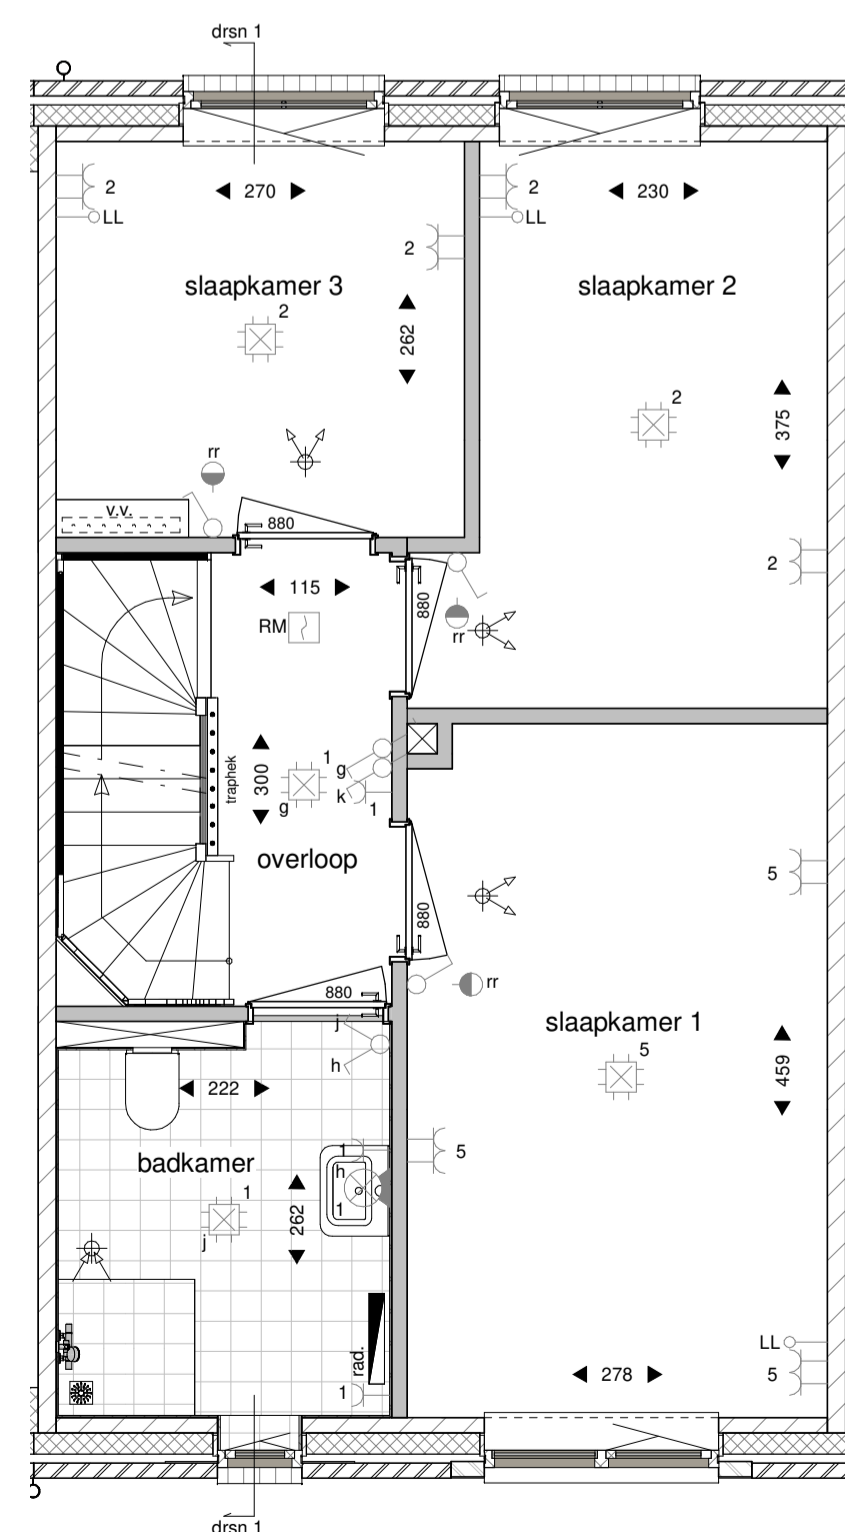 drsn 1
270
230
2
LL
2
LL
2
slaapkamer 3
slaapkamer 2
2
262
2
375
rr
v.v.
880
2
115
880
RM
rr
traphek
300
1
g
g
k
1
overloop
5
880
880
rr
j
slaapkamer 1
5
h
459
222
1
5
badkamer
h
1
1
262
j
LL
rad.
278
5
1
drsn 1